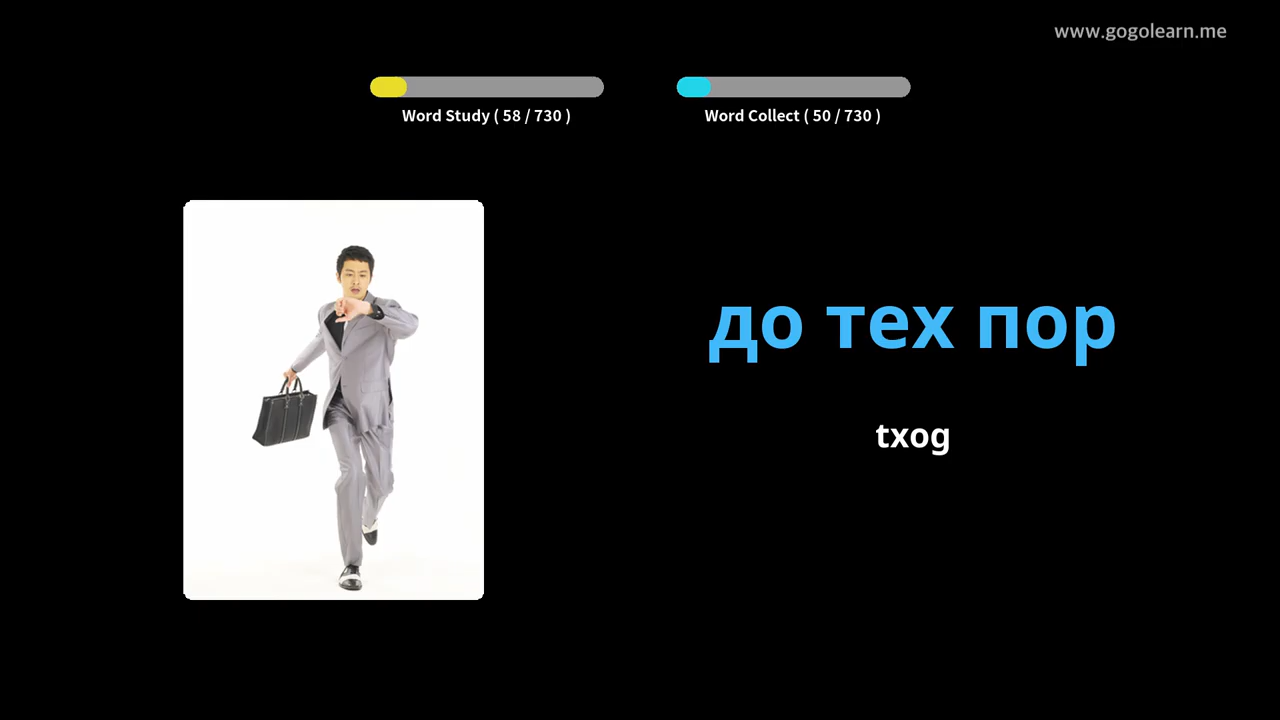 www.gogolearn.me
Word Study ( 58 / 730 )
Word Collect ( 50 / 730 )
до тех пор
txog